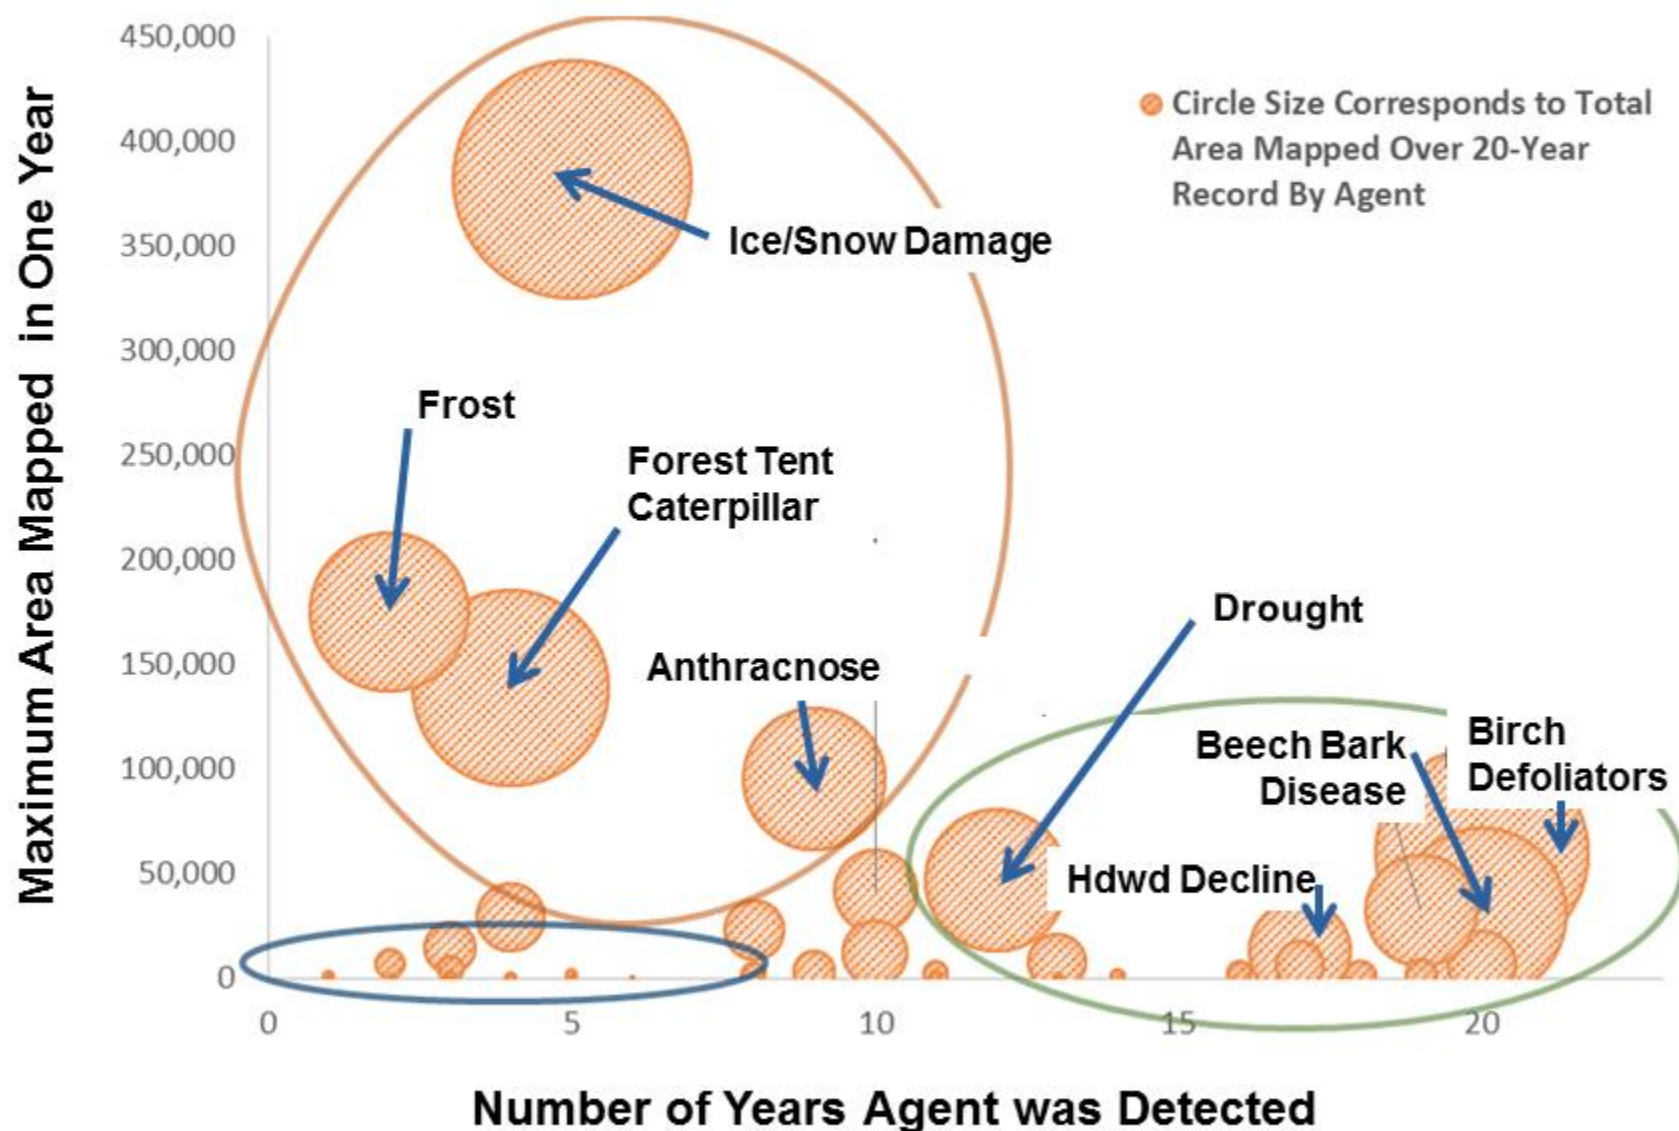 Maximum Area Mapped in One Year
450,000
400,000
350,000
300,000
250,000
200,000
150,000
100,000
50,000
0
Circle Size Corresponds to Total
Area Mapped Over 20-Year
Record By Agent
Ice/Snow Damage
Frost
Forest Tent
Caterpillar
Anthracnose
Drought
Beech Bark
Disease
Birch
Defoliators
Hdwd Decline
0
5
10
15
20
Number of Years Agent was Detected